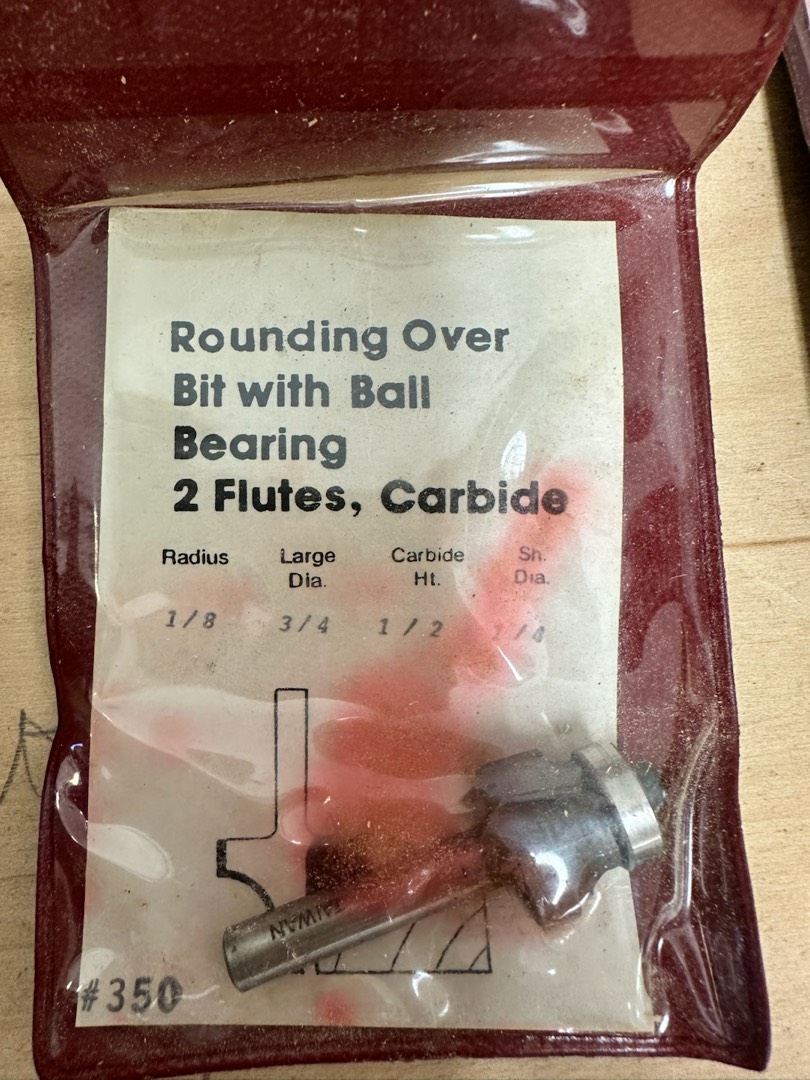 Rounding Over
Bit with Ball
Bearing
2 Flutes, Carbide
Radius Large Carbide Sh.
Dia. Ht. Dia.
1/8 3/4 1/2 1/4
TAIWAN
#350